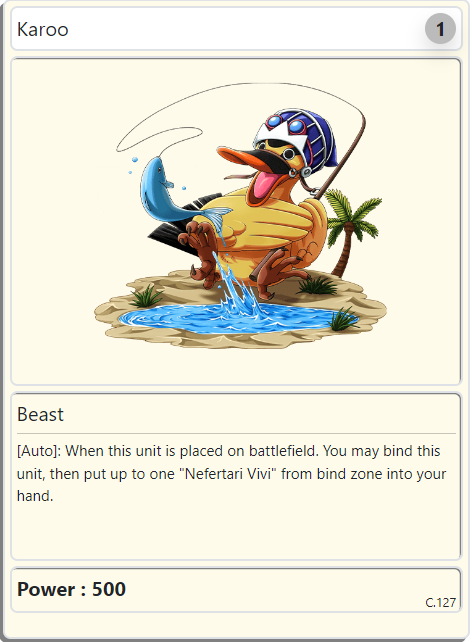 Karoo
1
Beast
[Auto]: When this unit is placed on battlefield. You may bind this
unit, then put up to one "Nefertari Vivi" from bind zone into your
hand.
Power : 500
C.127